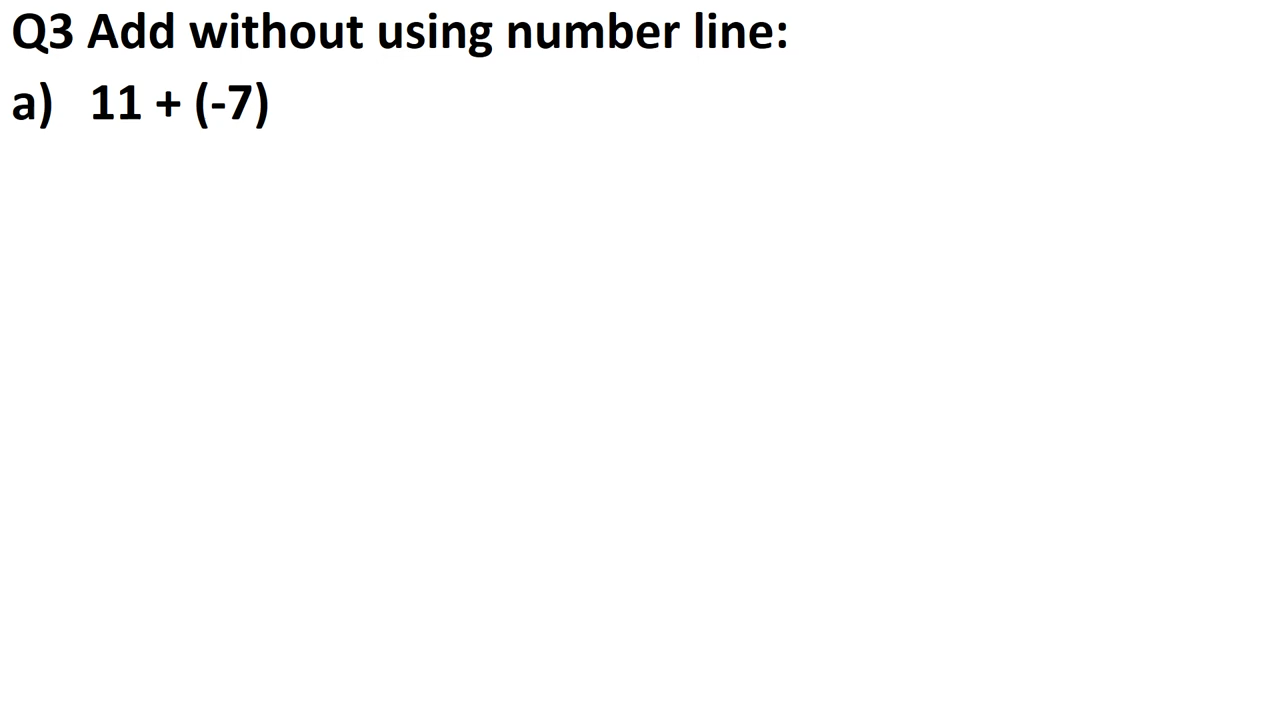 Q3 Add without using number line:
a) 11 + (-7)